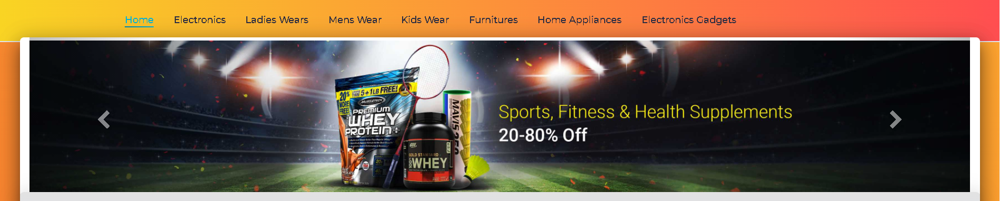 Home Electronics Ladies Wears Mens Wear Kids Wear Furnitures Home Appliances Electronics Gadgets
20% MORE FREE!
5+1LB FREE!
MUSCLETECH
PREMIUM
WHEY
PROTEIN+
MAVIS 350
ON
GOLD STANDARD
100% WHEY
Sports, Fitness & Health Supplements
20-80% Off